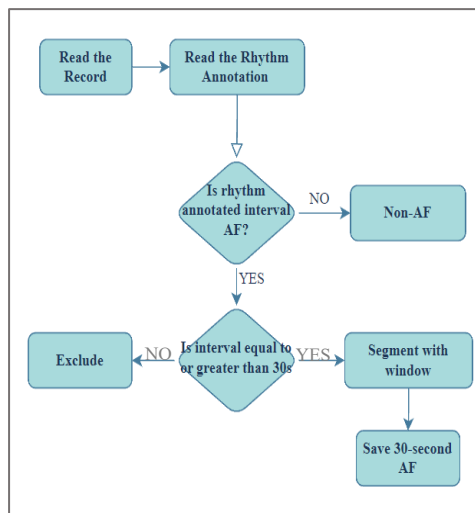 Read the
Record
Read the Rhythm
Annotation
Is rhythm
annotated interval
AF?
NO
Non-AF
YES
Exclude
NO
Is interval equal to
or greater than 30s
YES
Segment with
window
Save 30-second
AF